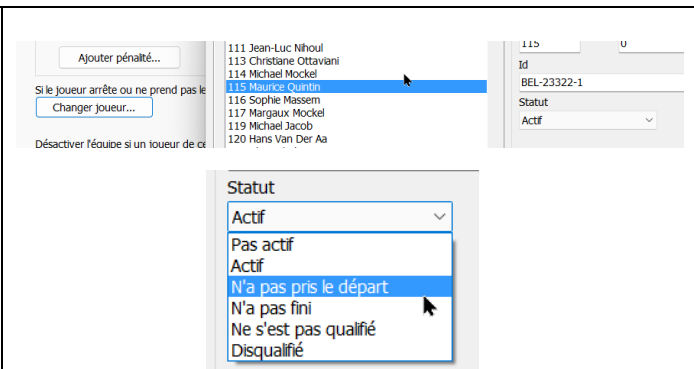 Ajouter pénalité...
Si le joueur arrête ou ne prend pas le
Changer joueur...
Désactiver l'équipe si un joueur de ce
111 Jean-Luc Nihoul
113 Christiane Ottaviani
114 Michael Mockel
115 Maurice Quintin
116 Sophie Massem
117 Margaux Mockel
119 Michael Jacob
120 Hans Van Der Aa
115 0
Id
BEL-23322-1
Statut
Actif
Statut
Actif
Pas actif
Actif
N'a pas pris le départ
N'a pas fini
Ne s'est pas qualifié
Disqualifié